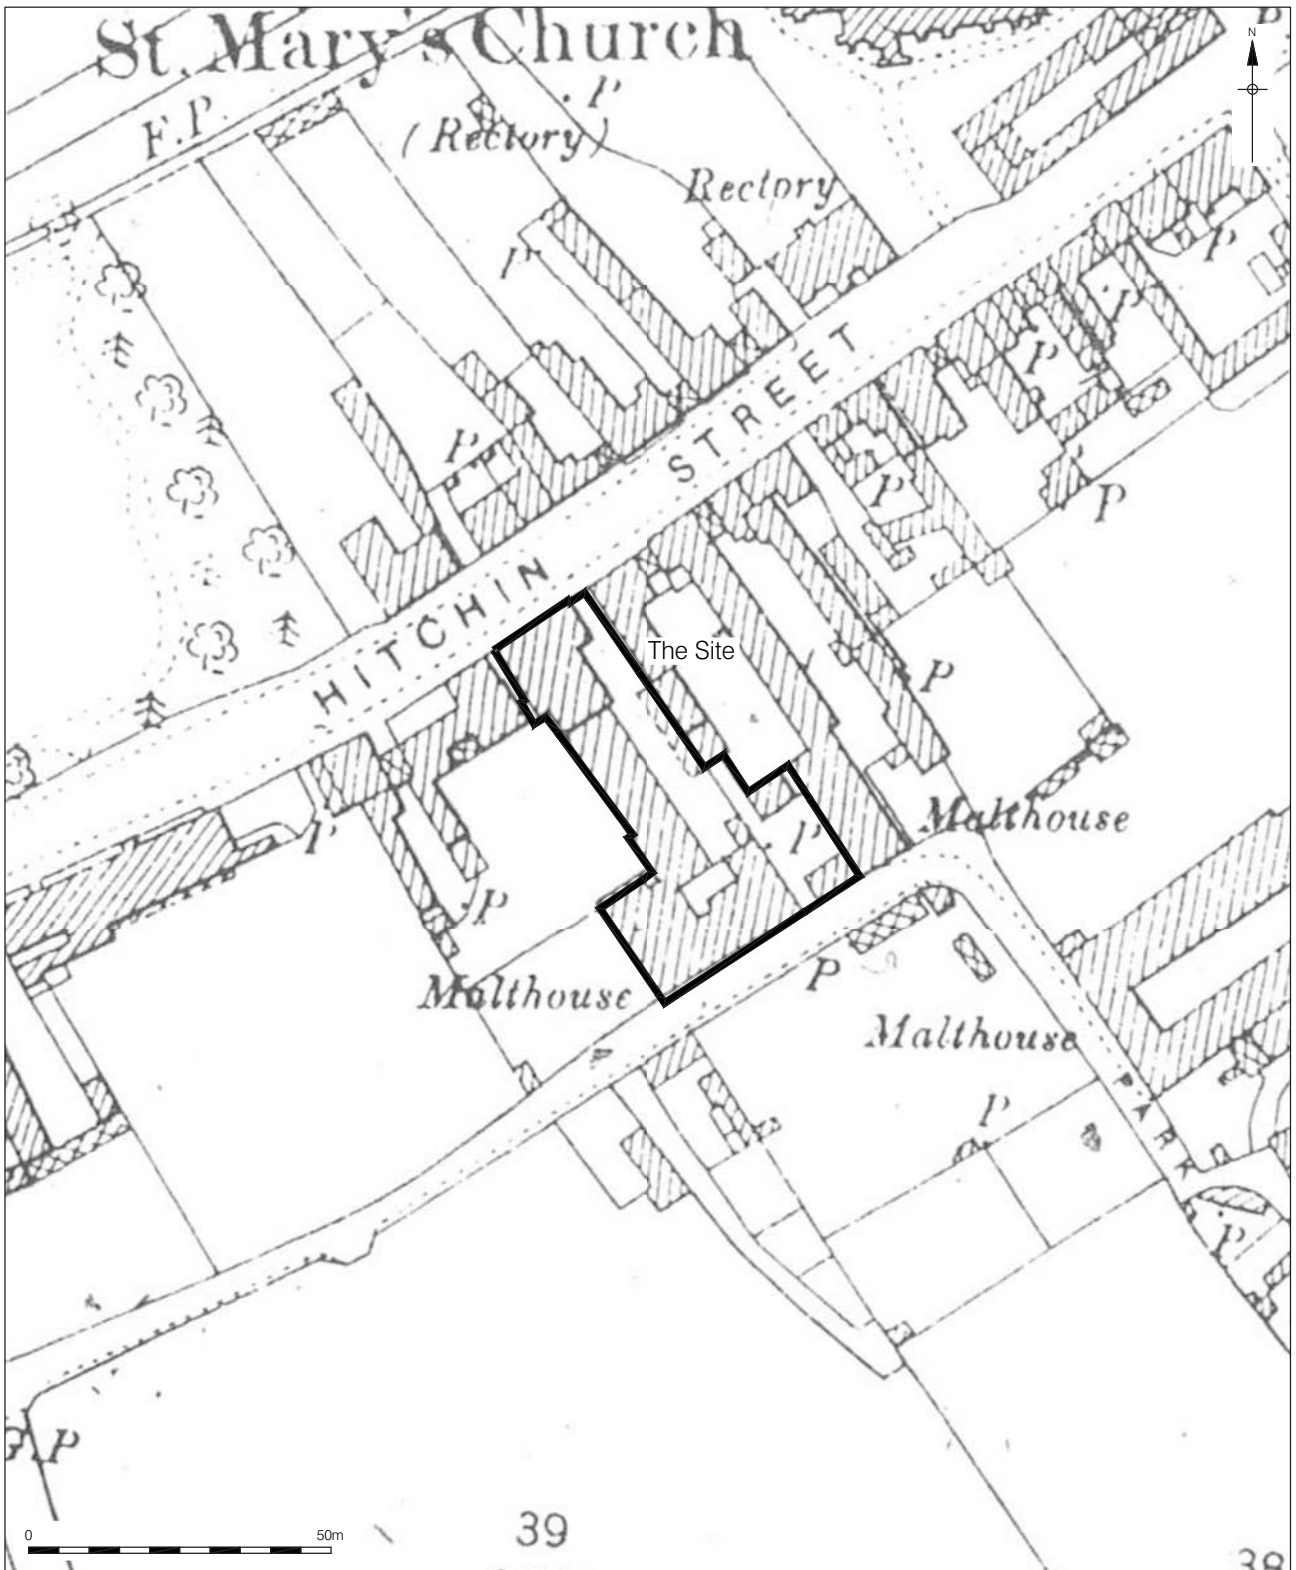 St. Mary's Church
P
N
F.P.
P
(Rectory)
Rectory
P
P
P
P
P
P
P
HITCHIN STREET
The Site
P
P
Malthouse
P
P
P
Malthouse
P
Malthouse
P
PARK
P
G.P
0 50m
39
38